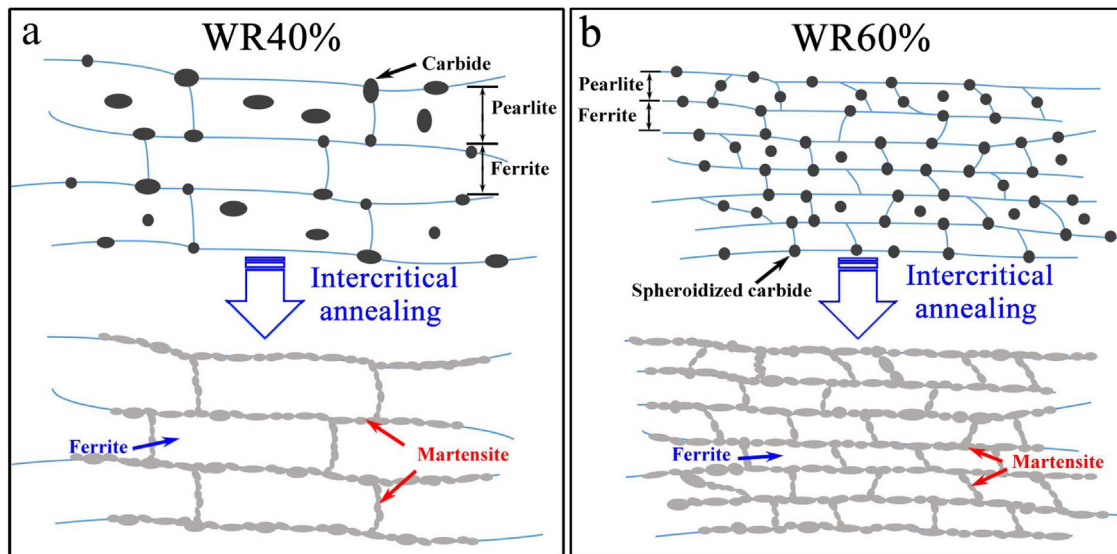 a
WR40%
Carbide
Pearlite
Ferrite
Intercritical
annealing
Ferrite
Martensite
b
WR60%
Pearlite
Ferrite
Spheroidized carbide
Intercritical
annealing
Ferrite
Martensite